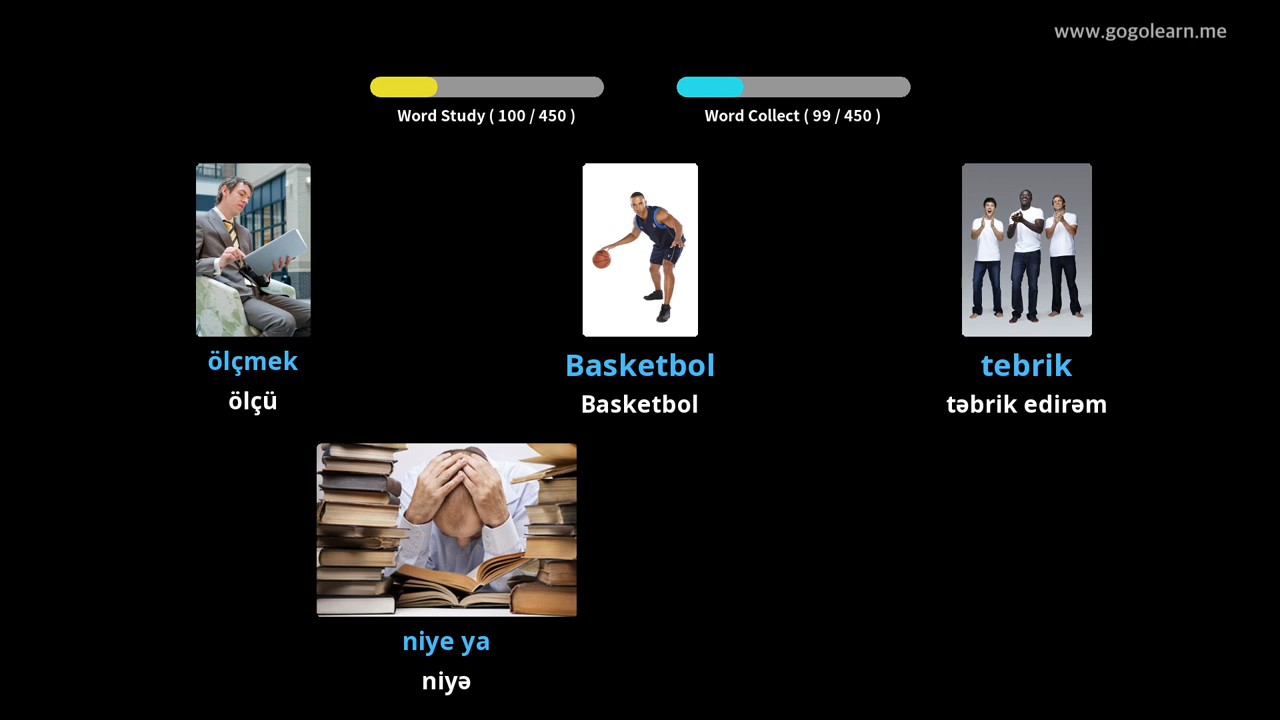 www.gogolearn.me
Word Study ( 100 / 450 )
Word Collect ( 99 / 450 )
ölçmek
ölçü
Basketbol
Basketbol
tebrik
təbrik edirəm
niye ya
niyə